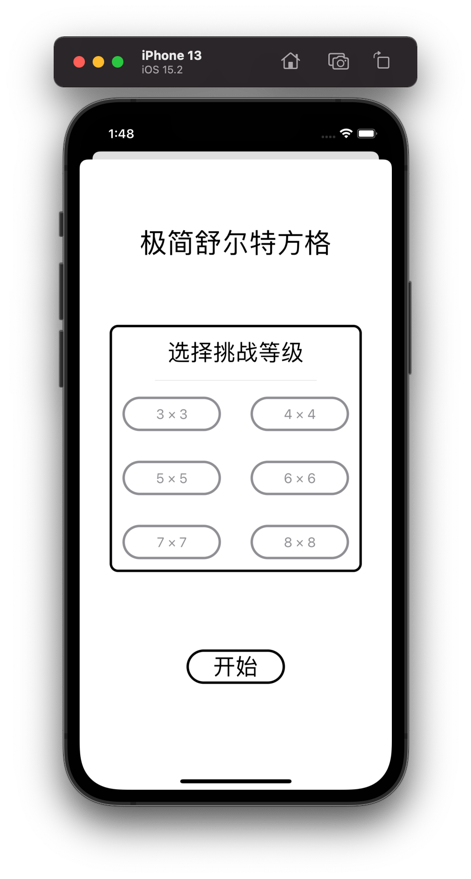 iPhone 13
iOS 15.2
1:48
极简舒尔特方格
选择挑战等级
3 × 3
4 × 4
5 × 5
6 × 6
7 × 7
8 × 8
开始